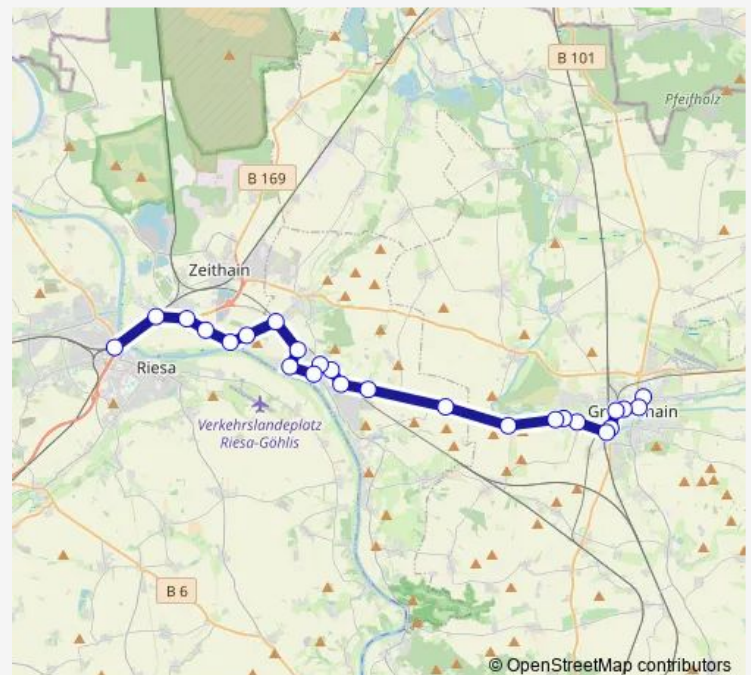 B 101
Pfeifholz
B 169
Zeithain
Riesa
Verkehrslandeplatz
Riesa-Göhlis
B 6
© OpenStreetMap contributors